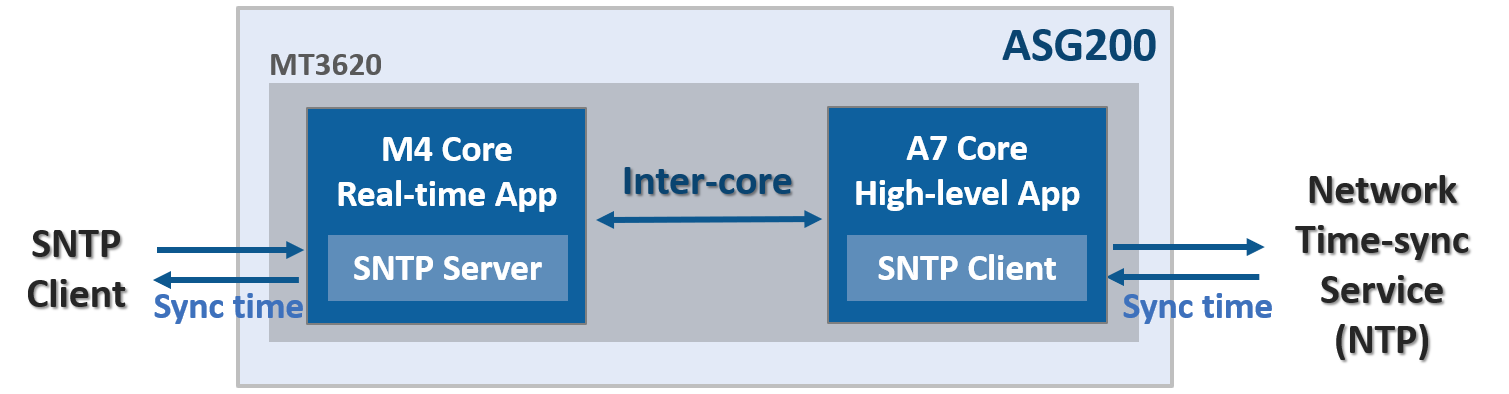 ASG200
MT3620
M4 Core
Real-time App
SNTP Server
Inter-core
A7 Core
High-level App
SNTP Client
SNTP
Client
Sync time
Network
Time-sync
Service
(NTP)
Sync time